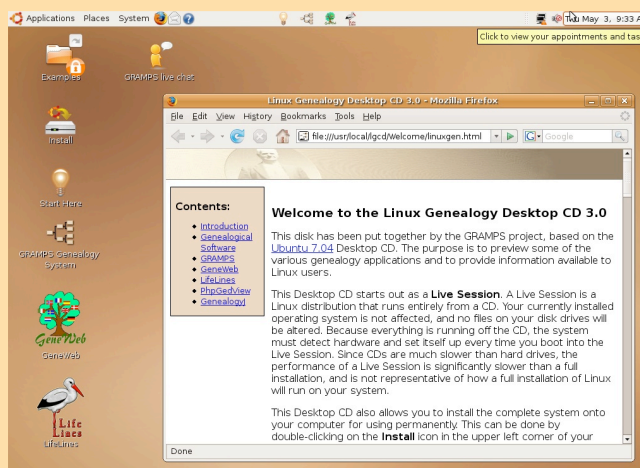 Applications Places System
Thu May 3, 9:33 A
Click to view your appointments and tas
Examples
GRAMPS live chat
Install
Start Here
GRAMPS Genealogy
System
GeneWeb
GeneWeb
Life
Lines
LifeLines
Linux Genealogy Desktop CD 3.0 - Mozilla Firefox
File Edit View History Bookmarks Tools Help
file:///usr/local/lgcd/Welcome/linuxgen.html
G Google
Contents:
Introduction
Genealogical
Software
GRAMPS
GeneWeb
LifeLines
PhpGedView
GenealogyJ
Welcome to the Linux Genealogy Desktop CD 3.0
This disk has been put together by the GRAMPS project, based on the
Ubuntu 7.04 Desktop CD. The purpose is to preview some of the
various genealogy applications and to provide information available to
Linux users.
This Desktop CD starts out as a Live Session. A Live Session is a
Linux distribution that runs entirely from a CD. Your currently installed
operating system is not affected, and no files on your disk drives will
be altered. Because everything is running off the CD, the system
must detect hardware and set itself up every time you boot into the
Live Session. Since CDs are much slower than hard drives, the
performance of a Live Session is significantly slower than a full
installation, and is not representative of how a full installation of Linux
will run on your system.
This Desktop CD also allows you to install the complete system onto
your computer for using permanently. This can be done by
double-clicking on the Install icon in the upper left corner of your
Done